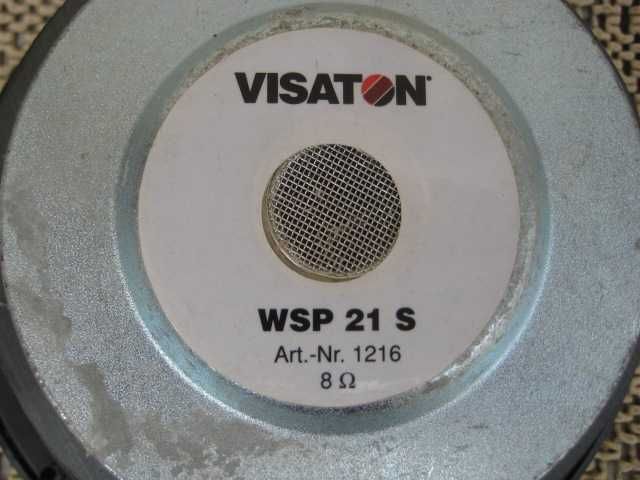 VISATON
WSP 21 S
Art.-Nr. 1216
8 Ω